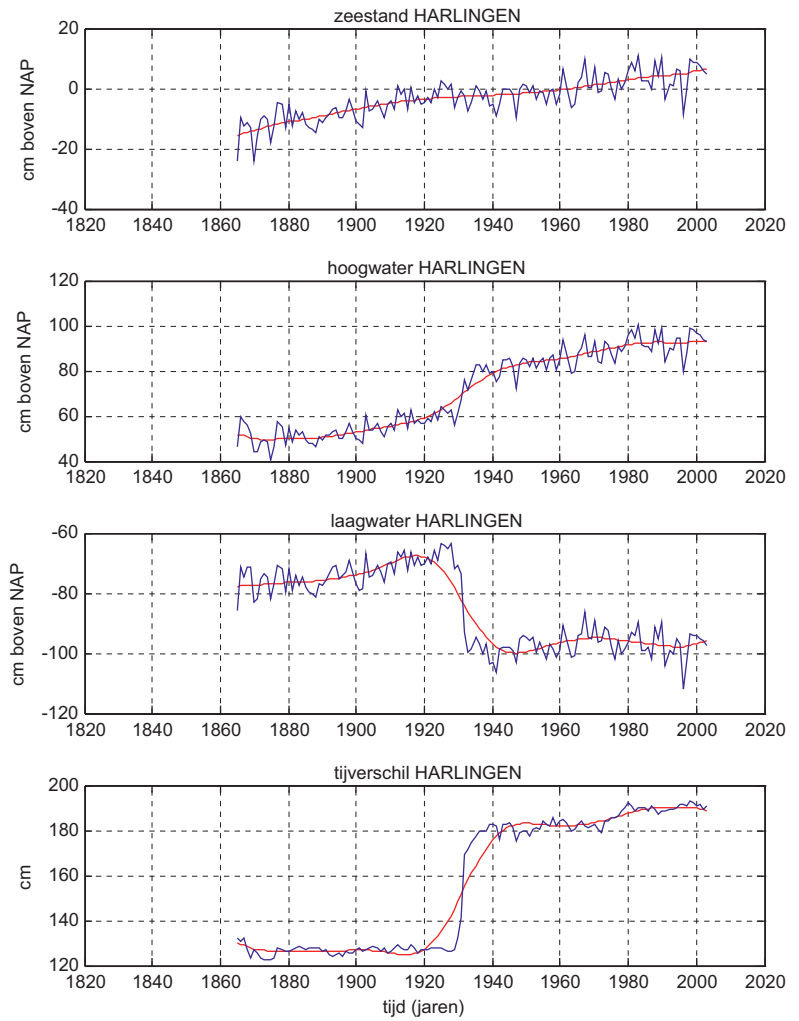 zeestand HARLINGEN
cm boven NAP
20
0
-20
-40
1820 1840 1860 1880 1900 1920 1940 1960 1980 2000 2020
hoogwater HARLINGEN
cm boven NAP
120
100
80
60
40
1820 1840 1860 1880 1900 1920 1940 1960 1980 2000 2020
laagwater HARLINGEN
cm boven NAP
-60
-80
-100
-120
1820 1840 1860 1880 1900 1920 1940 1960 1980 2000 2020
tijverschil HARLINGEN
cm
200
180
160
140
120
1820 1840 1860 1880 1900 1920 1940 1960 1980 2000 2020
tijd (jaren)